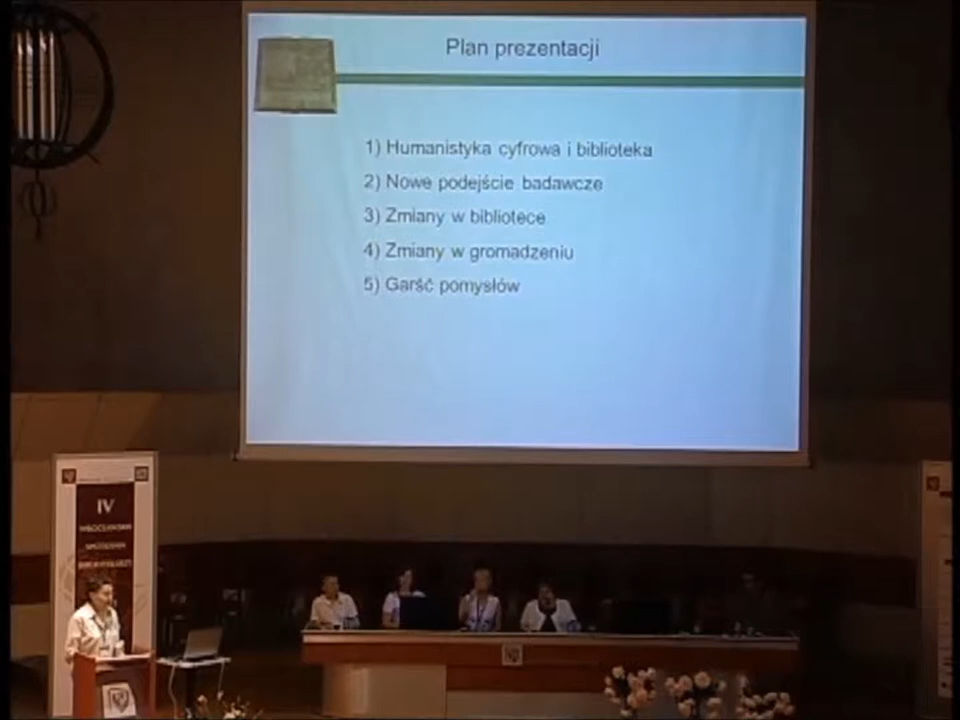 Plan prezentacji
1) Humanistyka cyfrowa i biblioteka
2) Nowe podejście badawcze
3) Zmiany w bibliotece
4) Zmiany w gromadzeniu
5) Garść pomysłów
IV